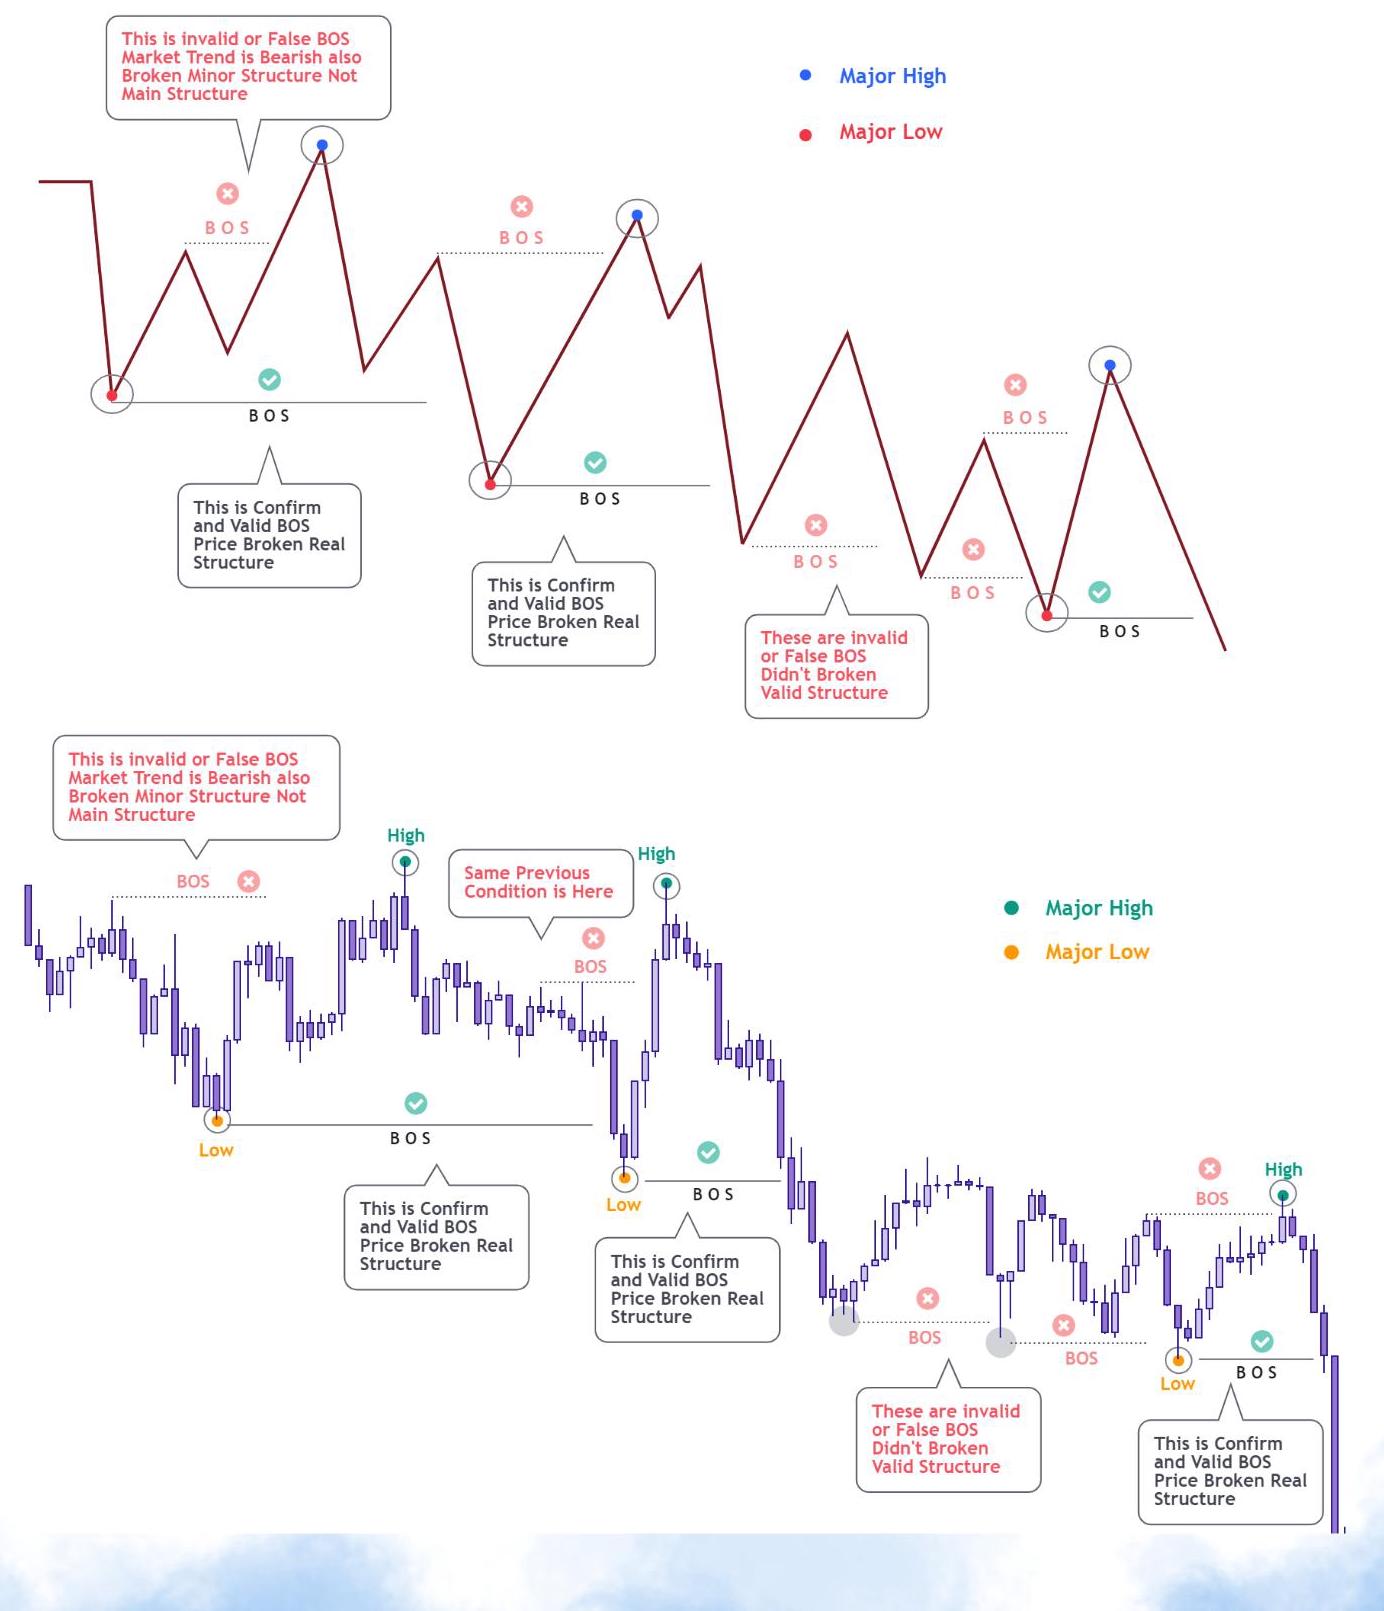 This is invalid or False BOS
Market Trend is Bearish also
Broken Minor Structure Not
Main Structure
Major High
Major Low
BOS
BOS
BOS
BOS
This is Confirm
and Valid BOS
Price Broken Real
Structure
BOS
This is Confirm
and Valid BOS
Price Broken Real
Structure
BOS
BOS
BOS
These are invalid
or False BOS
Didn't Broken
Valid Structure
This is invalid or False BOS
Market Trend is Bearish also
Broken Minor Structure Not
Main Structure
High
High
Same Previous
Condition is Here
BOS
BOS
Major High
Major Low
BOS
Low
BOS
Low
This is Confirm
and Valid BOS
Price Broken Real
Structure
This is Confirm
and Valid BOS
Price Broken Real
Structure
High
BOS
BOS
BOS
Low
BOS
These are invalid
or False BOS
Didn't Broken
Valid Structure
This is Confirm
and Valid BOS
Price Broken Real
Structure